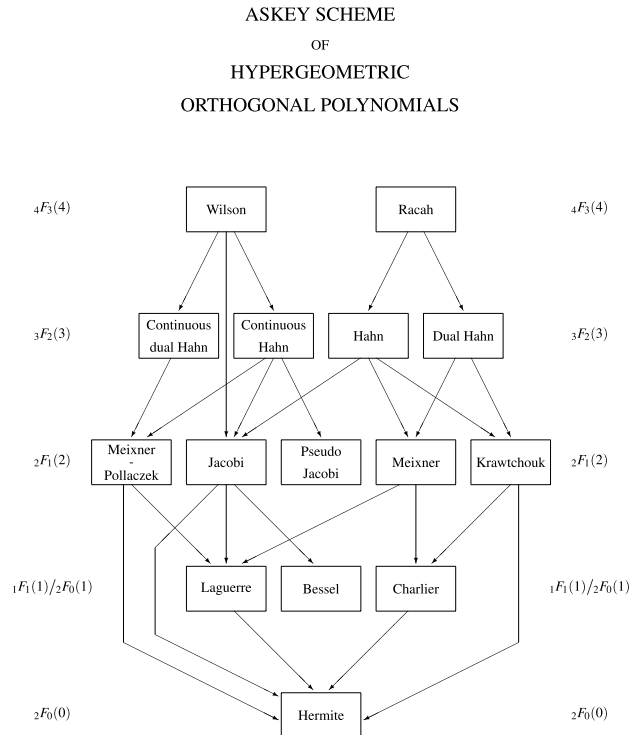 ASKEY SCHEME
OF
HYPERGEOMETRIC
ORTHOGONAL POLYNOMIALS
₄F₃(4)
Wilson
Racah
₄F₃(4)
₃F₂(3)
Continuous
dual Hahn
Continuous
Hahn
Hahn
Dual Hahn
₃F₂(3)
₂F₁(2)
Meixner
-
Pollaczek
Jacobi
Pseudo
Jacobi
Meixner
Krawtchouk
₂F₁(2)
₁F₁(1)/₂F₀(1)
Laguerre
Bessel
Charlier
₁F₁(1)/₂F₀(1)
₂F₀(0)
Hermite
₂F₀(0)